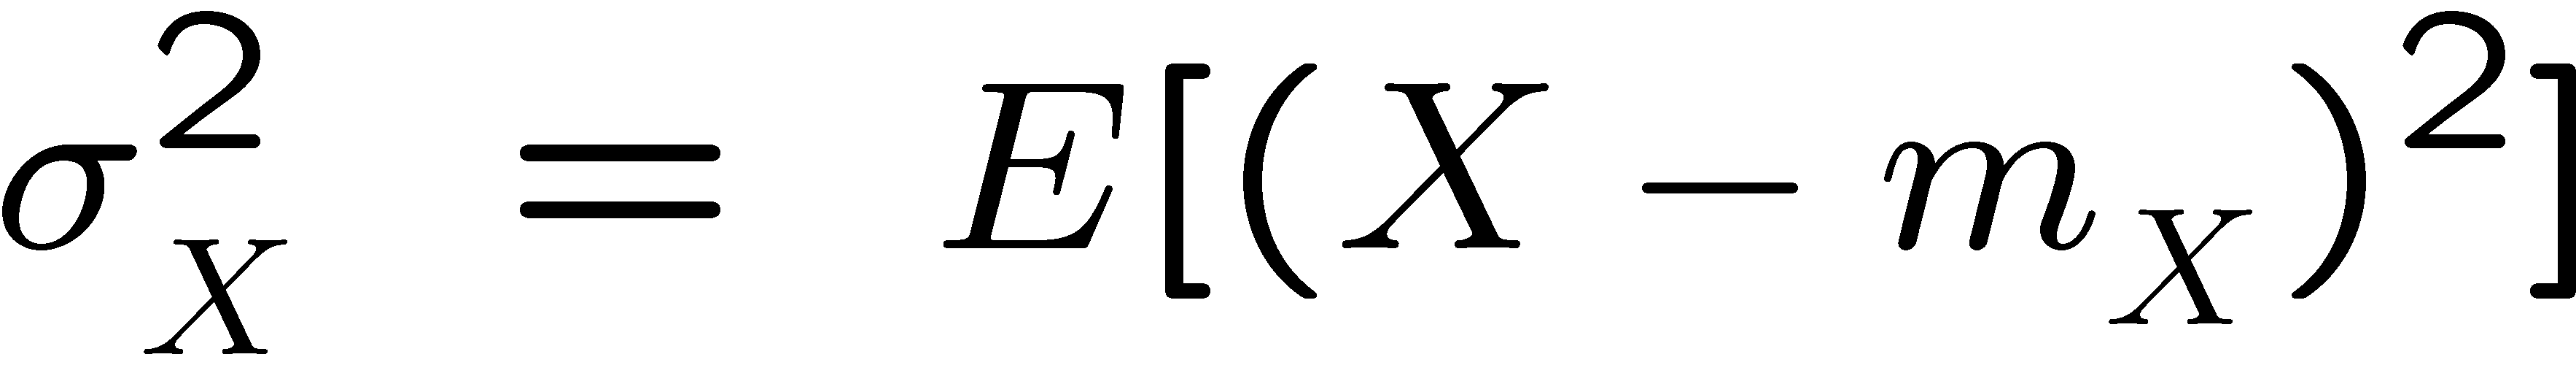 σ_X^2 = E[(X − m_X)^2]